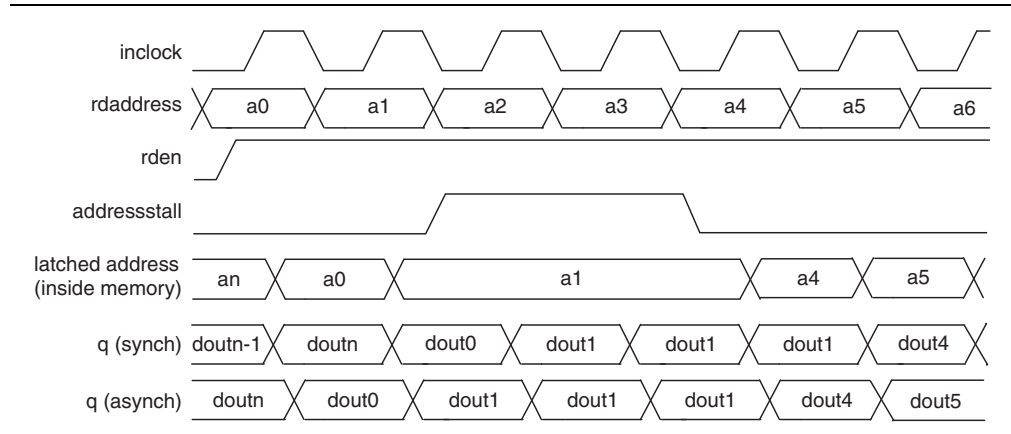 inclock
rdaddress a0 a1 a2 a3 a4 a5 a6
rden
addressstall
latched address
(inside memory) an a0 a1 a4 a5
q (synch) doutn-1 doutn dout0 dout1 dout1 dout1 dout4
q (asynch) doutn dout0 dout1 dout1 dout1 dout4 dout5